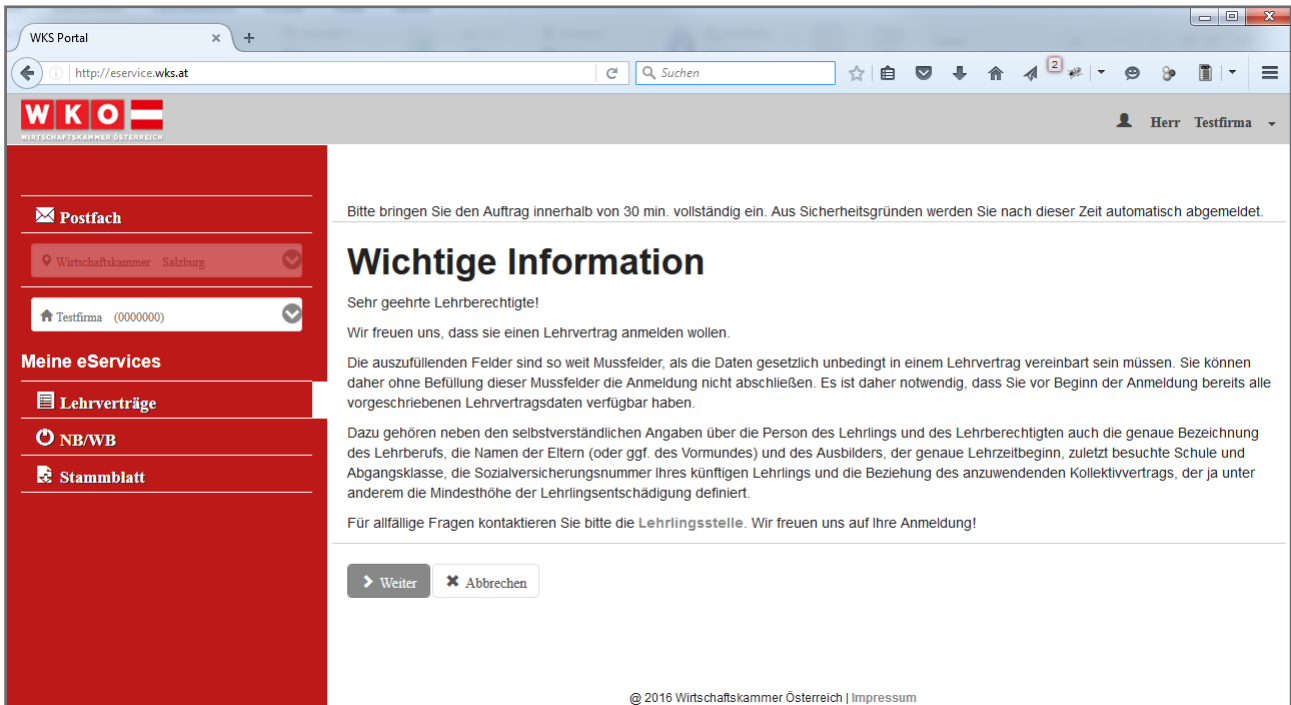 WKS Portal × +
http://eservice.wks.at
Suchen
2
WKO
WIRTSCHAFTSKAMMER ÖSTERREICH
Herr Testfirma
Postfach
Wirtschaftskammer Salzburg
Testfirma (0000000)
Meine eServices
Lehrverträge
NB/WB
Stammblatt
Bitte bringen Sie den Auftrag innerhalb von 30 min. vollständig ein. Aus Sicherheitsgründen werden Sie nach dieser Zeit automatisch abgemeldet.
Wichtige Information
Sehr geehrte Lehrberechtigte!
Wir freuen uns, dass sie einen Lehrvertrag anmelden wollen.
Die auszufüllenden Felder sind so weit Mussfelder, als die Daten gesetzlich unbedingt in einem Lehrvertrag vereinbart sein müssen. Sie können
daher ohne Befüllung dieser Mussfelder die Anmeldung nicht abschließen. Es ist daher notwendig, dass Sie vor Beginn der Anmeldung bereits alle
vorgeschriebenen Lehrvertragsdaten verfügbar haben.
Dazu gehören neben den selbstverständlichen Angaben über die Person des Lehrlings und des Lehrberechtigten auch die genaue Bezeichnung
des Lehrberufs, die Namen der Eltern (oder ggf. des Vormundes) und des Ausbilders, der genaue Lehrzeitbeginn, zuletzt besuchte Schule und
Abgangsklasse, die Sozialversicherungsnummer Ihres künftigen Lehrlings und die Beziehung des anzuwendenden Kollektivvertrags, der ja unter
anderem die Mindesthöhe der Lehrlingsentschädigung definiert.
Für allfällige Fragen kontaktieren Sie bitte die Lehrlingsstelle. Wir freuen uns auf Ihre Anmeldung!
Weiter
Abbrechen
@ 2016 Wirtschaftskammer Österreich | Impressum